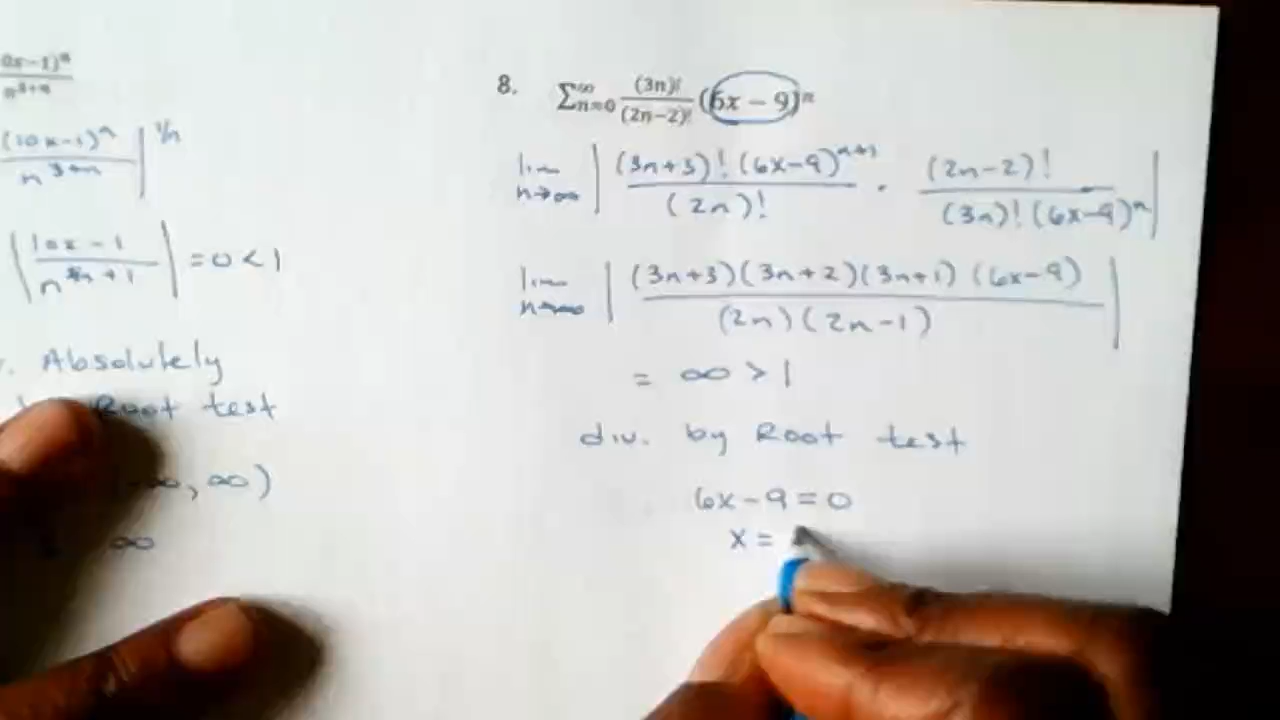 0x−1)ⁿ / n³⁺ⁿ
| (10x−1)ⁿ / n³⁺ⁿ |^(1/n)
| 10x−1 / n^(3/n + 1) | = 0 < 1
Absolutely
Root test
∞, ∞)
∞
8. ∑_{n=0}^{∞} (3n)!/(2n−2)! (6x − 9)ⁿ
lim n→∞ | (3n+3)! (6x−9)ⁿ⁺¹ / (2n)! · (2n−2)! / (3n)! (6x−9)ⁿ |
lim n→∞ | (3n+3)(3n+2)(3n+1) (6x−9) / (2n)(2n−1) |
= ∞ > 1
div. by Root test
6x−9=0
x=